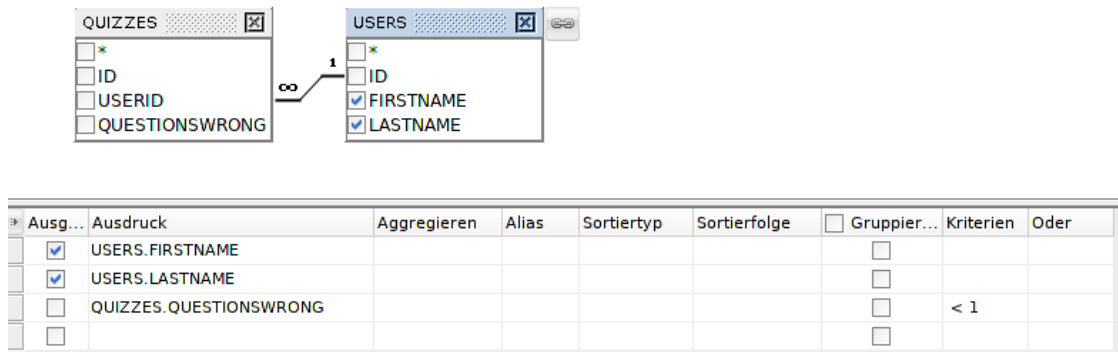 QUIZZES
*
ID
USERID
QUESTIONSWRONG
∞
1
USERS
*
ID
FIRSTNAME
LASTNAME
Ausg... Ausdruck Aggregieren Alias Sortiertyp Sortierfolge Gruppier... Kriterien Oder
USERS.FIRSTNAME
USERS.LASTNAME
QUIZZES.QUESTIONSWRONG < 1